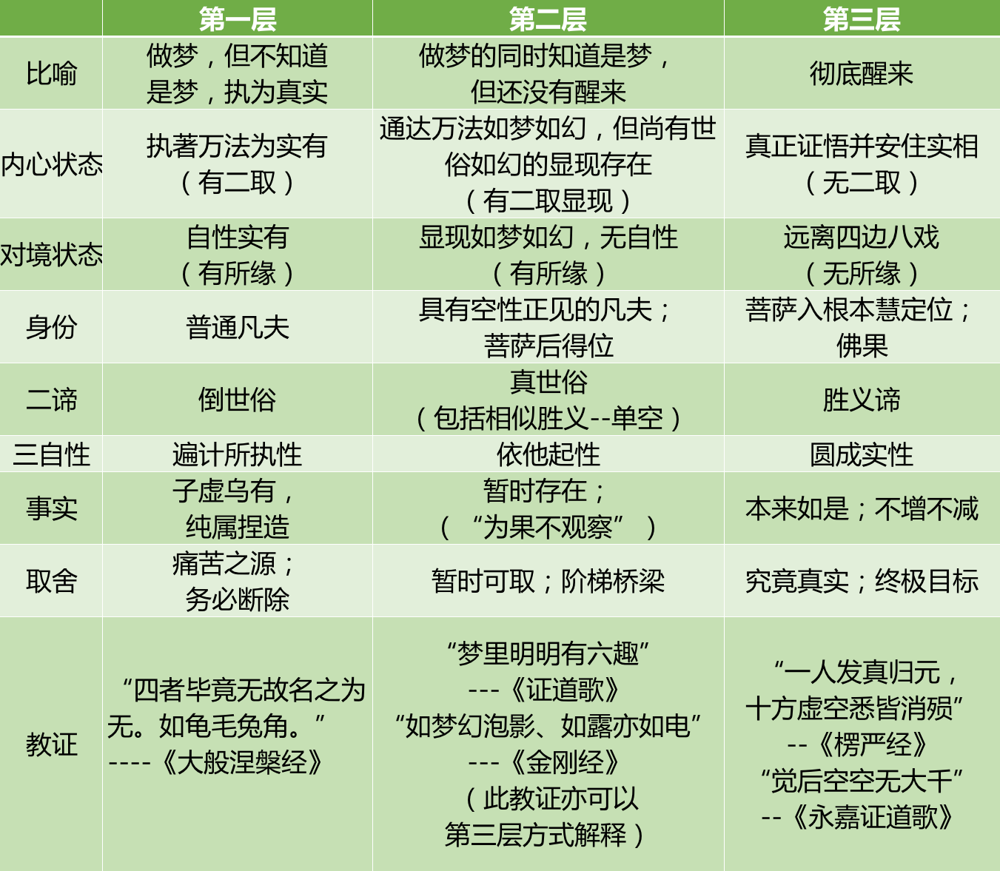 第一层 第二层 第三层
比喻
做梦，但不知道
是梦，执为真实
做梦的同时知道是梦，
但还没有醒来
彻底醒来
内心状态
执著万法为实有
（有二取）
通达万法如梦如幻，但尚有世
俗如幻的显现存在
（有二取显现）
真正证悟并安住实相
（无二取）
对境状态
自性实有
（有所缘）
显现如梦如幻，无自性
（有所缘）
远离四边八戏
（无所缘）
身份
普通凡夫
具有空性正见的凡夫；
菩萨后得位
菩萨入根本慧定位；
佛果
二谛
倒世俗
真世俗
（包括相似胜义--单空）
胜义谛
三自性
遍计所执性
依他起性
圆成实性
事实
子虚乌有，
纯属捏造
暂时存在；
（“为果不观察”）
本来如是；不增不减
取舍
痛苦之源；
务必断除
暂时可取；阶梯桥梁
究竟真实；终极目标
教证
“四者毕竟无故名之为
无。如龟毛兔角。”
----《大般涅槃经》
“梦里明明有六趣”
---《证道歌》
“如梦幻泡影、如露亦如电”
---《金刚经》
（此教证亦可以
第三层方式解释）
“一人发真归元，
十方虚空悉皆消殒”
--《楞严经》
“觉后空空无大千”
--《永嘉证道歌》